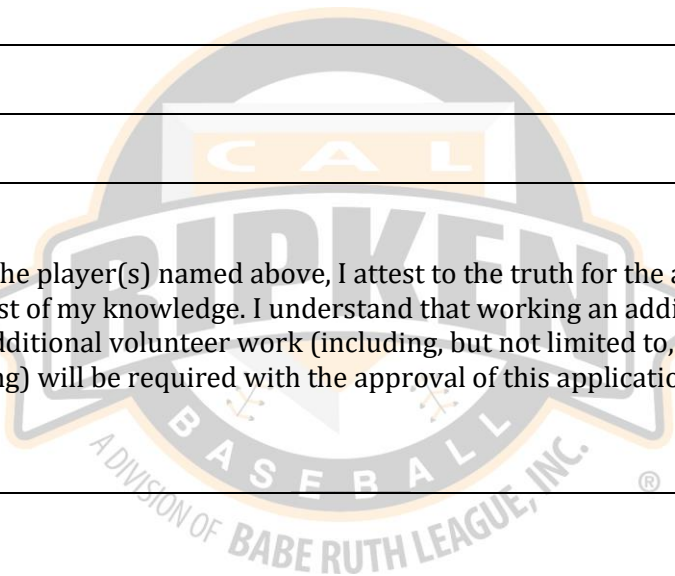 CAL
RIPKEN
he player(s) named above, I attest to the truth for the a
st of my knowledge. I understand that working an addi
dditional volunteer work (including, but not limited to,
ng) will be required with the approval of this applicatio
BASEBALL
A DIVISION OF BABE RUTH LEAGUE, INC. ®